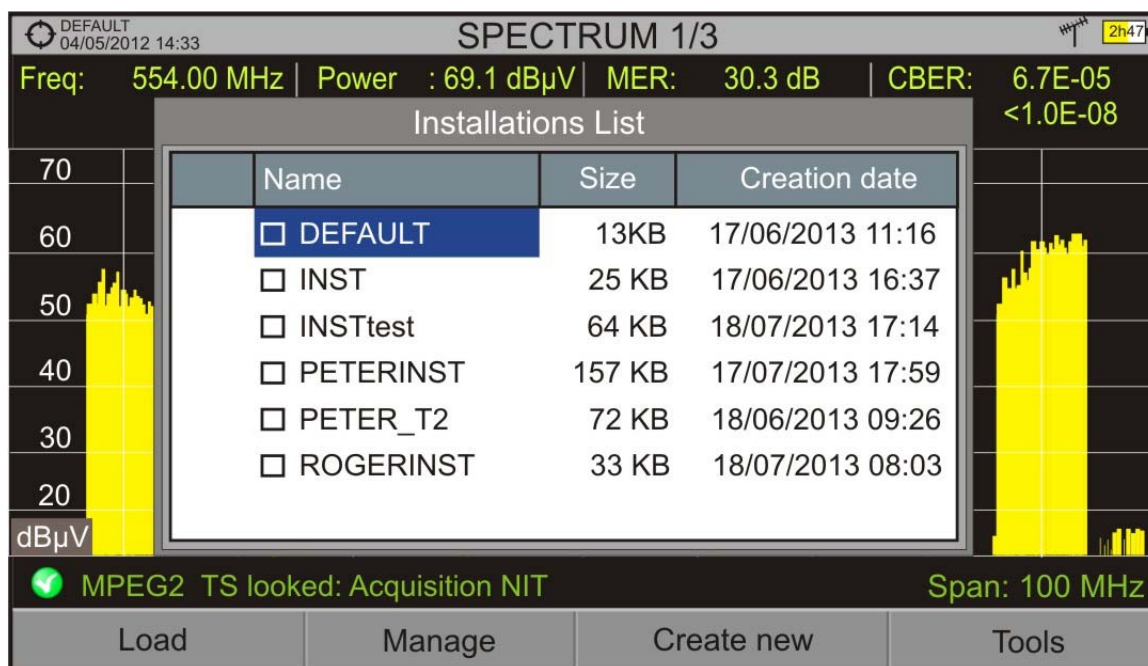 DEFAULT
04/05/2012 14:33
SPECTRUM 1/3
2h47
Freq: 554.00 MHz | Power : 69.1 dBµV | MER: 30.3 dB | CBER: 6.7E-05
<1.0E-08
Installations List
Name Size Creation date
DEFAULT 13KB 17/06/2013 11:16
INST 25 KB 17/06/2013 16:37
INSTtest 64 KB 18/07/2013 17:14
PETERINST 157 KB 17/07/2013 17:59
PETER_T2 72 KB 18/06/2013 09:26
ROGERINST 33 KB 18/07/2013 08:03
70
60
50
40
30
20
dBµV
MPEG2 TS looked: Acquisition NIT Span: 100 MHz
Load Manage Create new Tools